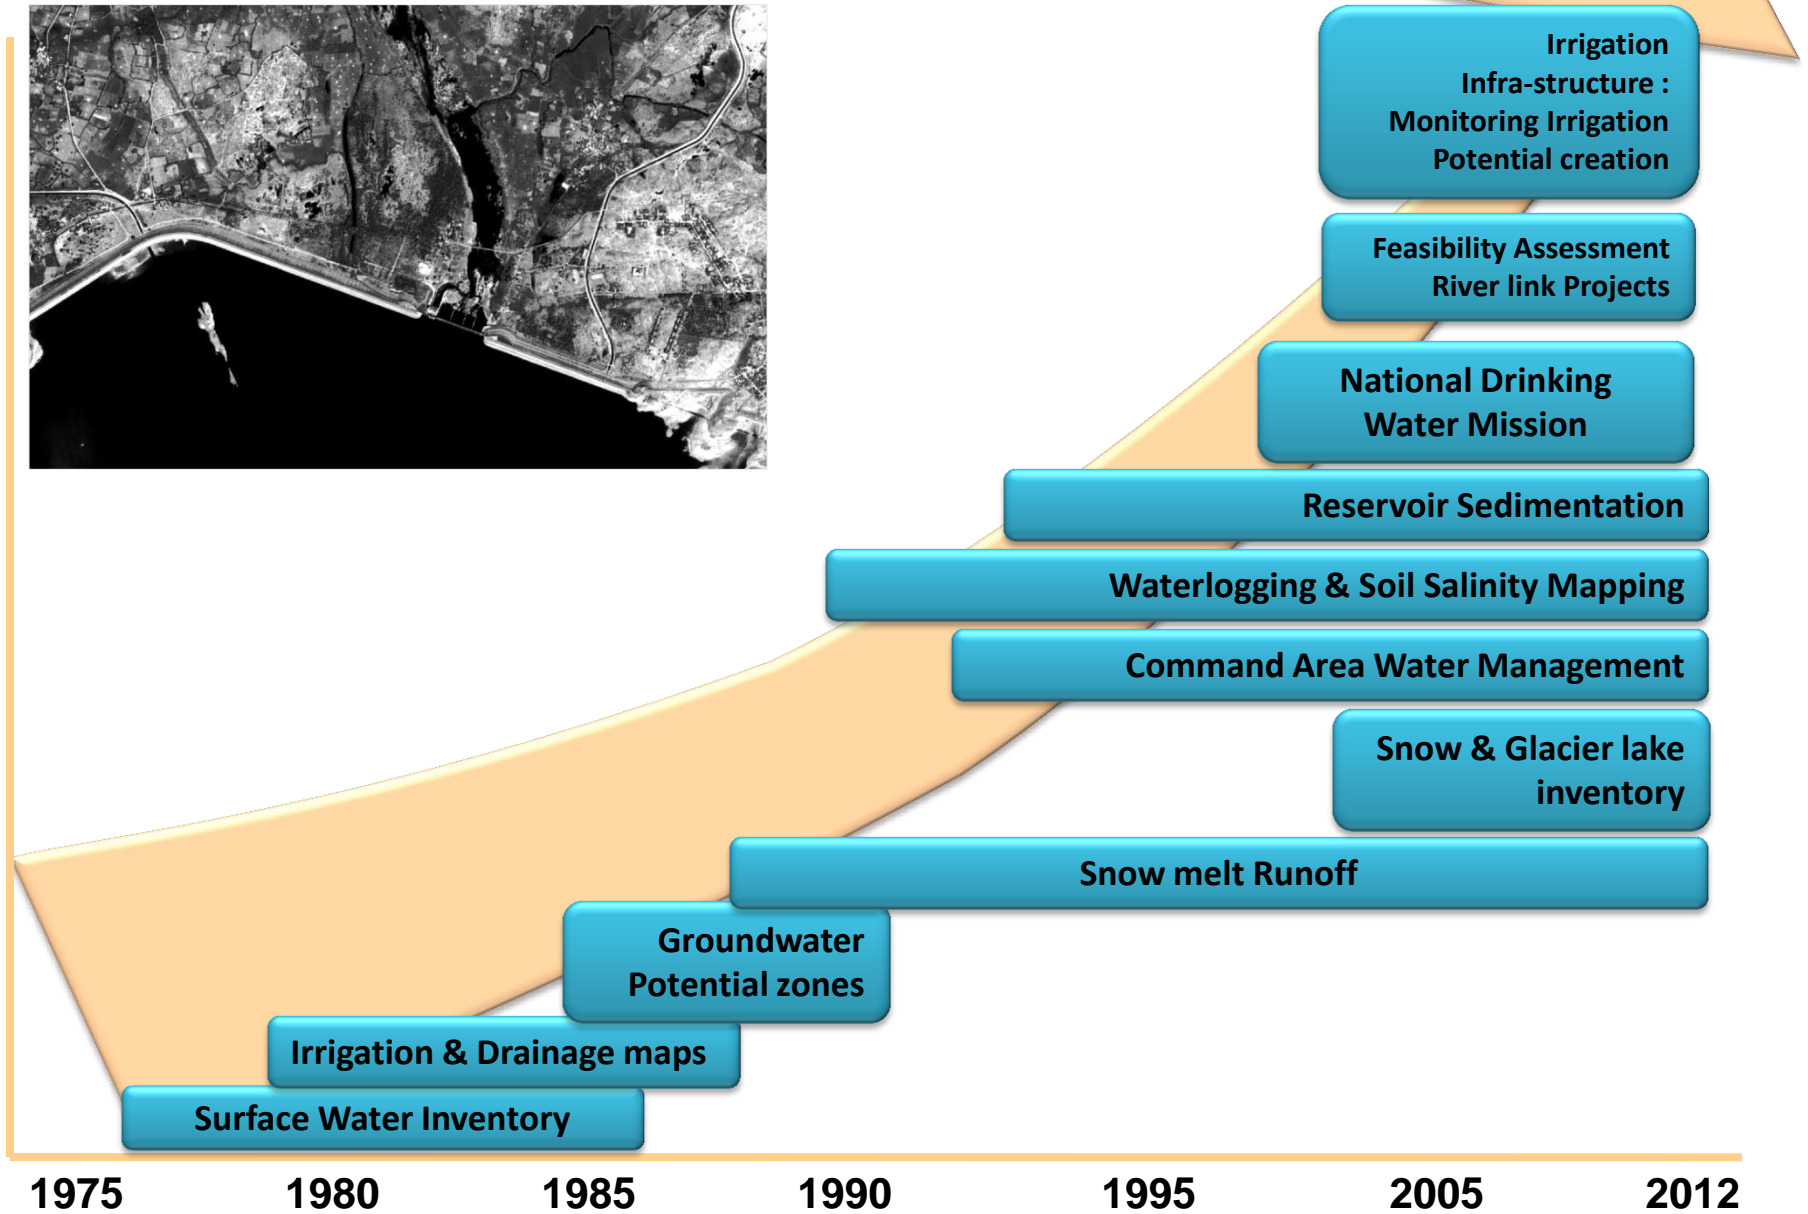 Irrigation
Infra-structure :
Monitoring Irrigation
Potential creation
Feasibility Assessment
River link Projects
National Drinking
Water Mission
Reservoir Sedimentation
Waterlogging & Soil Salinity Mapping
Command Area Water Management
Snow & Glacier lake
inventory
Snow melt Runoff
Groundwater
Potential zones
Irrigation & Drainage maps
Surface Water Inventory
1975 1980 1985 1990 1995 2005 2012